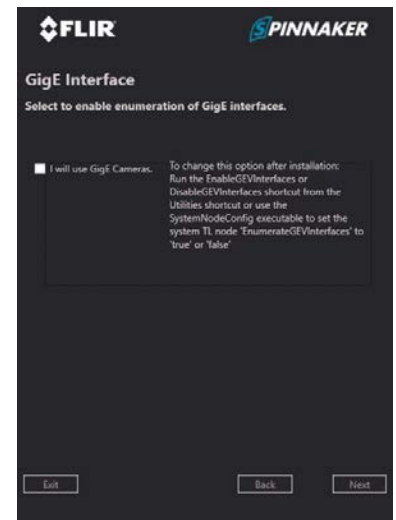 FLIR SPINNAKER
GigE Interface
Select to enable enumeration of GigE interfaces.
I will use GigE Cameras.
To change this option after installation:
Run the EnableGEVInterfaces or
DisableGEVInterfaces shortcut from the
Utilities shortcut or use the
SystemNodeConfig executable to set the
system TL node 'EnumerateGEVInterfaces' to
'true' or 'false'
Exit Back Next